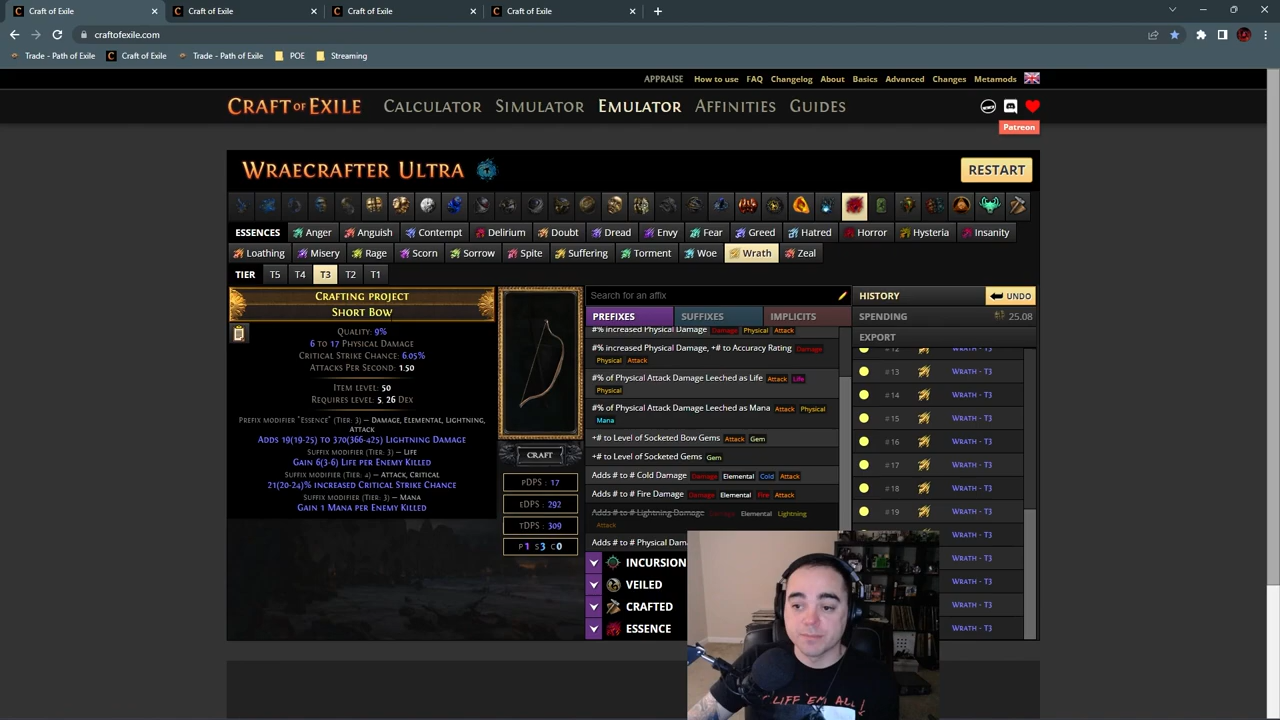 Craft of Exile
Craft of Exile
Craft of Exile
Craft of Exile
craftofexile.com
Trade - Path of Exile
Craft of Exile
Trade - Path of Exile
POE
Streaming
APPRAISE How to use FAQ Changelog About Basics Advanced Changes Metamods
CRAFT OF EXILE CALCULATOR SIMULATOR EMULATOR AFFINITIES GUIDES
Patreon
WRAECRAFTER ULTRA
RESTART
ESSENCES Anger Anguish Contempt Delirium Doubt Dread Envy Fear Greed Hatred Horror Hysteria Insanity
Loathing Misery Rage Scorn Sorrow Spite Suffering Torment Woe Wrath Zeal
TIER T5 T4 T3 T2 T1
CRAFTING PROJECT
SHORT BOW
QUALITY: 9%
6 TO 17 PHYSICAL DAMAGE
CRITICAL STRIKE CHANCE: 6.05%
ATTACKS PER SECOND: 1.50
ITEM LEVEL: 50
REQUIRES LEVEL: 5, 26 DEX
PREFIX MODIFIER "ESSENCE" (TIER: 3) — DAMAGE, ELEMENTAL, LIGHTNING,
ATTACK
ADDS 19(19-25) TO 370(366-425) LIGHTNING DAMAGE
SUFFIX MODIFIER (TIER: 3) — LIFE
GAIN 6(3-6) LIFE PER ENEMY KILLED
SUFFIX MODIFIER (TIER: 4) — ATTACK, CRITICAL
21(20-24)% INCREASED CRITICAL STRIKE CHANCE
SUFFIX MODIFIER (TIER: 3) — MANA
GAIN 1 MANA PER ENEMY KILLED
CRAFT
PDPS : 17
EDPS : 292
TDPS : 309
P1 S3 C0
Search for an affix
PREFIXES SUFFIXES IMPLICITS
#% increased Physical Damage Damage Physical Attack
#% increased Physical Damage, +# to Accuracy Rating Damage
Physical Attack
#% of Physical Attack Damage Leeched as Life Attack Life
Physical
#% of Physical Attack Damage Leeched as Mana Attack Physical
Mana
+# to Level of Socketed Bow Gems Attack Gem
+# to Level of Socketed Gems Gem
Adds # to # Cold Damage Damage Elemental Cold Attack
Adds # to # Fire Damage Damage Elemental Fire Attack
Adds # to # Lightning Damage Damage Elemental Lightning
Attack
Adds # to # Physical Dam
INCURSION
VEILED
CRAFTED
ESSENCE
HISTORY
UNDO
SPENDING 25.08
EXPORT
#12 WRATH - T3
#13 WRATH - T3
#14 WRATH - T3
#15 WRATH - T3
#16 WRATH - T3
#17 WRATH - T3
#18 WRATH - T3
#19 WRATH - T3
WRATH - T3
WRATH - T3
WRATH - T3
WRATH - T3
WRATH - T3